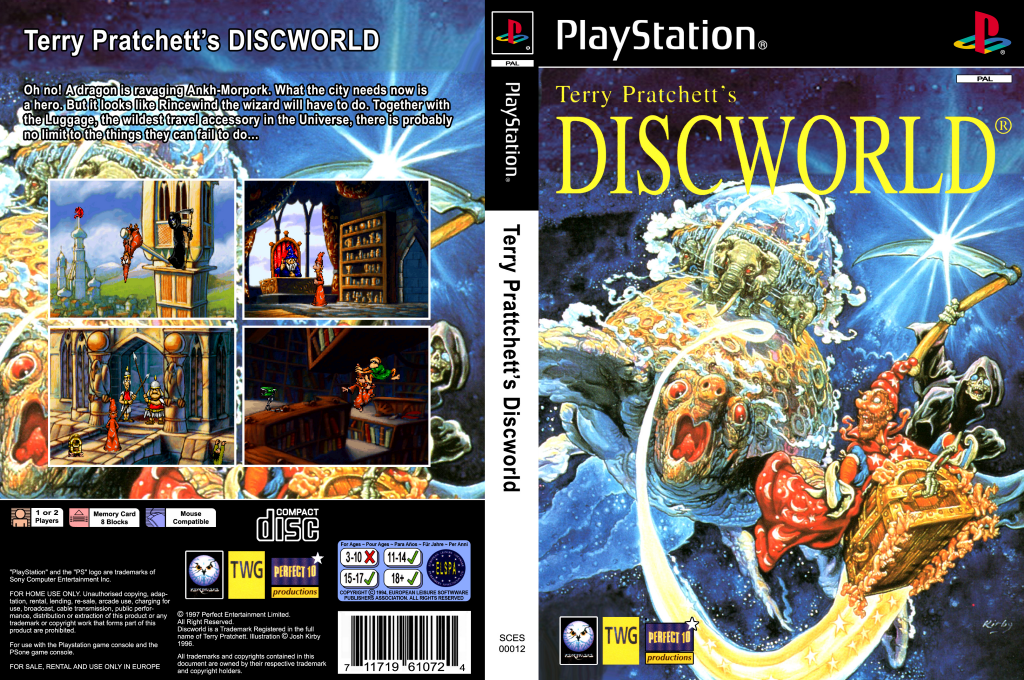 Terry Pratchett's DISCWORLD
Oh no! A dragon is ravaging Ankh-Morpork. What the city needs now is
a hero. But it looks like Rincewind the wizard will have to do. Together with
the Luggage, the wildest travel accessory in the Universe, there is probably
no limit to the things they can fail to do...
1 or 2
Players
Memory Card
8 Blocks
Mouse
Compatible
COMPACT
disc
"PlayStation" and the "PS" logo are trademarks of
Sony Computer Entertainment Inc.
FOR HOME USE ONLY. Unauthorised copying, adap-
tation, rental, lending, re-sale, arcade use, charging for
use, broadcast, cable transmission, public perfor-
mance, distribution or extraction of this product or any
trademark or copyright work that forms part of this
product are prohibited.
For use with the Playstation game console and the
PSone game console.
FOR SALE, RENTAL AND USE ONLY IN EUROPE
TWG
PERFECT 10
productions
© 1997 Perfect Entertainment Limited.
All Right Reserved.
Discworld is a Trademark Registered in the full
name of Terry Pratchett. Illustration © Josh Kirby
1996.
All trademarks and copyrights contained in this
document are owned by their respective trademark
and copyright holders.
For Ages – Pour Ages – Para Años – Für Jahre – Per Anni
3-10
11-14
15-17
18+
ELSPA
COPYRIGHT © 1994, EUROPEAN LEISURE SOFTWARE
PUBLISHERS ASSOCIATION. ALL RIGHTS RESERVED
7 11719 61072 4
PAL
PlayStation®
Terry Prattchett's Discworld
SCES
00012
PlayStation®
PAL
Terry Pratchett's
DISCWORLD®
Kirby
TWG
PERFECT 10
productions